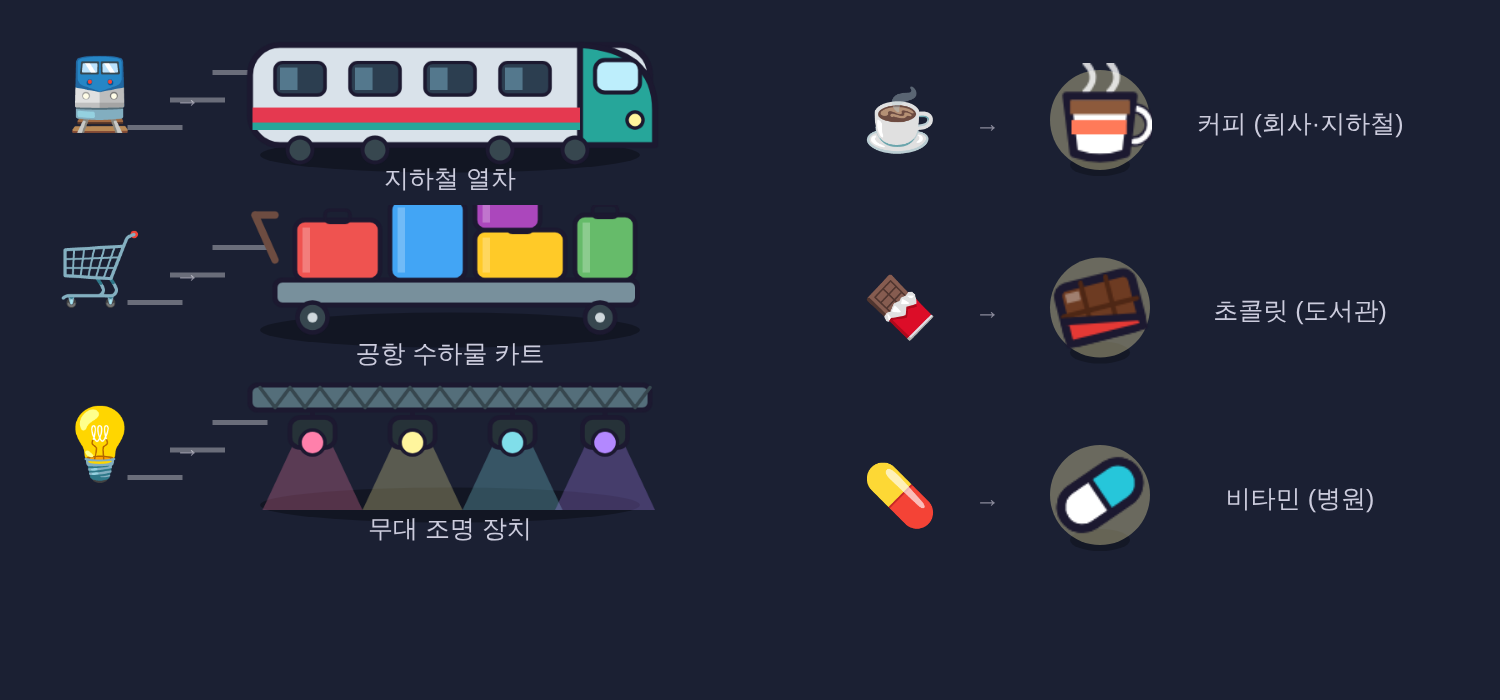 →
지하철 열차
→
공항 수하물 카트
→
무대 조명 장치
→
커피 (회사·지하철)
→
초콜릿 (도서관)
→
비타민 (병원)